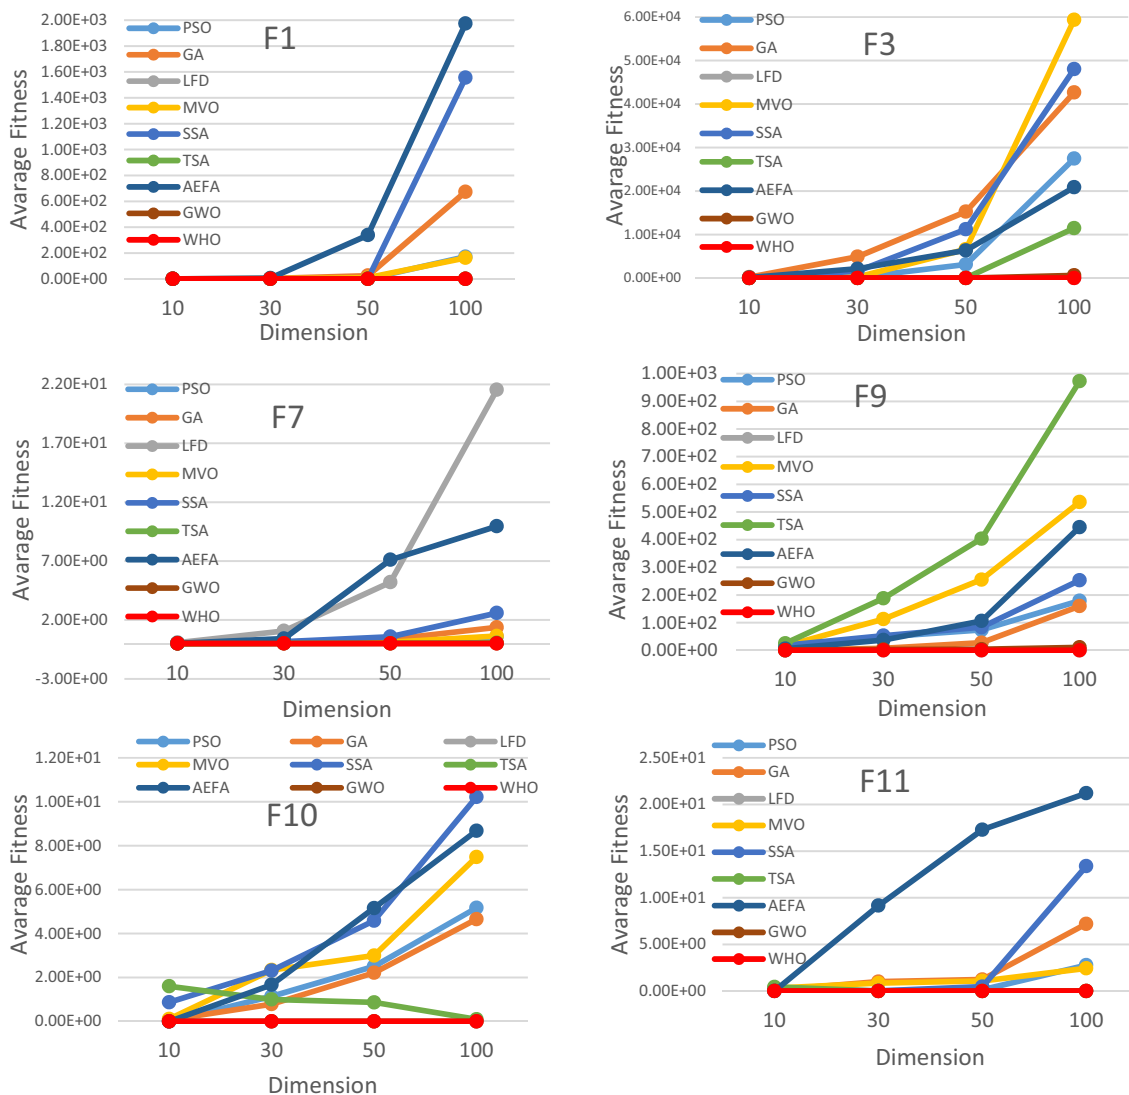 F1
Avarage Fitness
2.00E+03
1.80E+03
1.60E+03
1.40E+03
1.20E+03
1.00E+03
8.00E+02
6.00E+02
4.00E+02
2.00E+02
0.00E+00
PSO
GA
LFD
MVO
SSA
TSA
AEFA
GWO
WHO
10 30 50 100
Dimension
F3
Avarage Fitness
6.00E+04
5.00E+04
4.00E+04
3.00E+04
2.00E+04
1.00E+04
0.00E+00
PSO
GA
LFD
MVO
SSA
TSA
AEFA
GWO
WHO
10 30 50 100
Dimension
F7
Avarage Fitness
2.20E+01
1.70E+01
1.20E+01
7.00E+00
2.00E+00
-3.00E+00
PSO
GA
LFD
MVO
SSA
TSA
AEFA
GWO
WHO
10 30 50 100
Dimension
F9
Avarage Fitness
1.00E+03
9.00E+02
8.00E+02
7.00E+02
6.00E+02
5.00E+02
4.00E+02
3.00E+02
2.00E+02
1.00E+02
0.00E+00
PSO
GA
LFD
MVO
SSA
TSA
AEFA
GWO
WHO
10 30 50 100
Dimension
PSO GA LFD
MVO SSA TSA
AEFA GWO WHO
F10
Avarage Fitness
1.20E+01
1.00E+01
8.00E+00
6.00E+00
4.00E+00
2.00E+00
0.00E+00
10 30 50 100
Dimension
F11
Avarage Fitness
2.50E+01
2.00E+01
1.50E+01
1.00E+01
5.00E+00
0.00E+00
PSO
GA
LFD
MVO
SSA
TSA
AEFA
GWO
WHO
10 30 50 100
Dimension